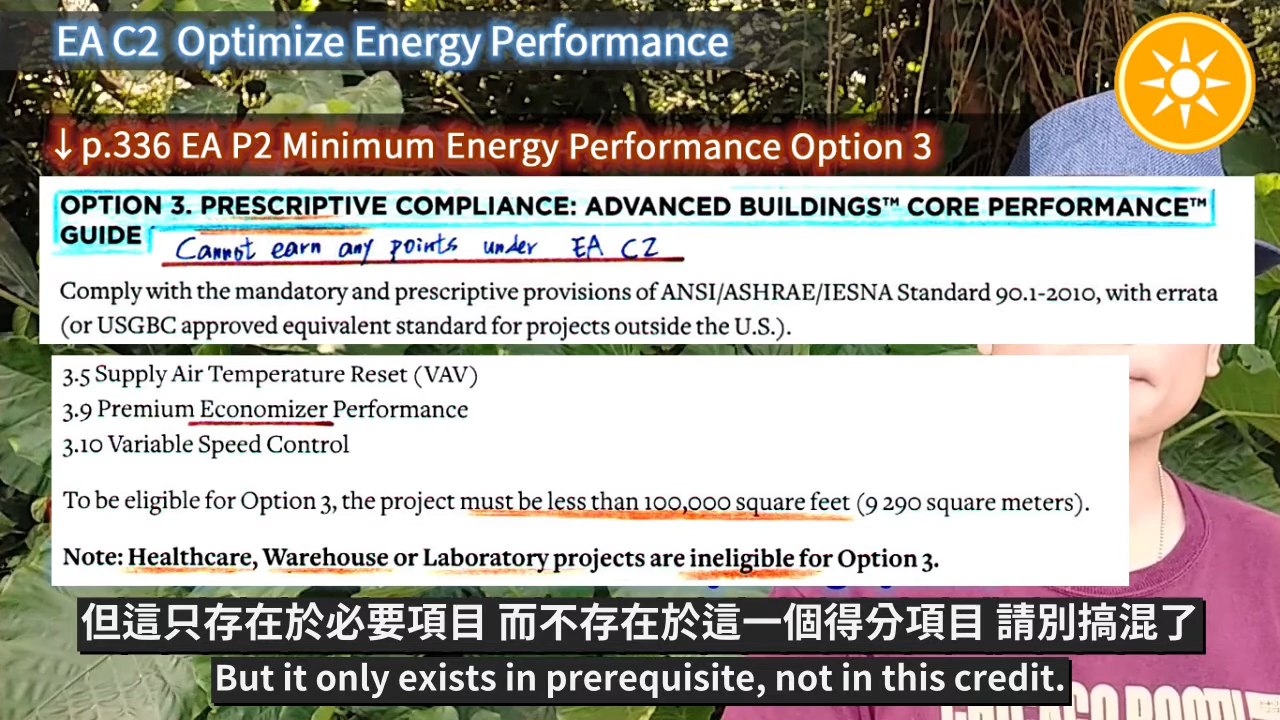 EA C2 Optimize Energy Performance
↓p.336 EA P2 Minimum Energy Performance Option 3
OPTION 3. PRESCRIPTIVE COMPLIANCE: ADVANCED BUILDINGS™ CORE PERFORMANCE™
GUIDE
Cannot earn any points under EA C2
Comply with the mandatory and prescriptive provisions of ANSI/ASHRAE/IESNA Standard 90.1-2010, with errata
(or USGBC approved equivalent standard for projects outside the U.S.).
3.5 Supply Air Temperature Reset (VAV)
3.9 Premium Economizer Performance
3.10 Variable Speed Control
To be eligible for Option 3, the project must be less than 100,000 square feet (9 290 square meters).
Note: Healthcare, Warehouse or Laboratory projects are ineligible for Option 3.
但這只存在於必要項目 而不存在於這一個得分項目 請別搞混了
But it only exists in prerequisite, not in this credit.